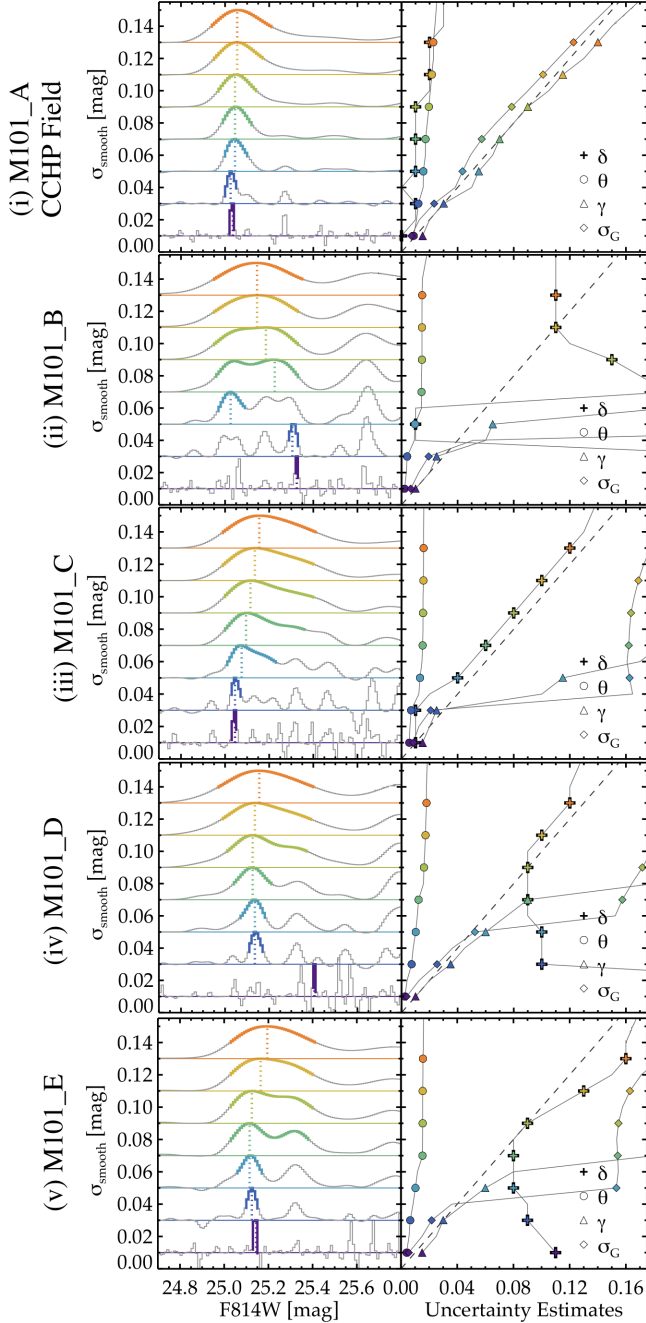 (i) M101_A
CCHP Field
σsmooth [mag]
0.14
0.12
0.10
0.08
0.06
0.04
0.02
0.00
δ
θ
γ
σG
(ii) M101_B
σsmooth [mag]
0.14
0.12
0.10
0.08
0.06
0.04
0.02
0.00
δ
θ
γ
σG
(iii) M101_C
σsmooth [mag]
0.14
0.12
0.10
0.08
0.06
0.04
0.02
0.00
δ
θ
γ
σG
(iv) M101_D
σsmooth [mag]
0.14
0.12
0.10
0.08
0.06
0.04
0.02
0.00
δ
θ
γ
σG
(v) M101_E
σsmooth [mag]
0.14
0.12
0.10
0.08
0.06
0.04
0.02
0.00
δ
θ
γ
σG
24.8 25.0 25.2 25.4 25.6
0.00 0.04 0.08 0.12 0.16
F814W [mag]
Uncertainty Estimates